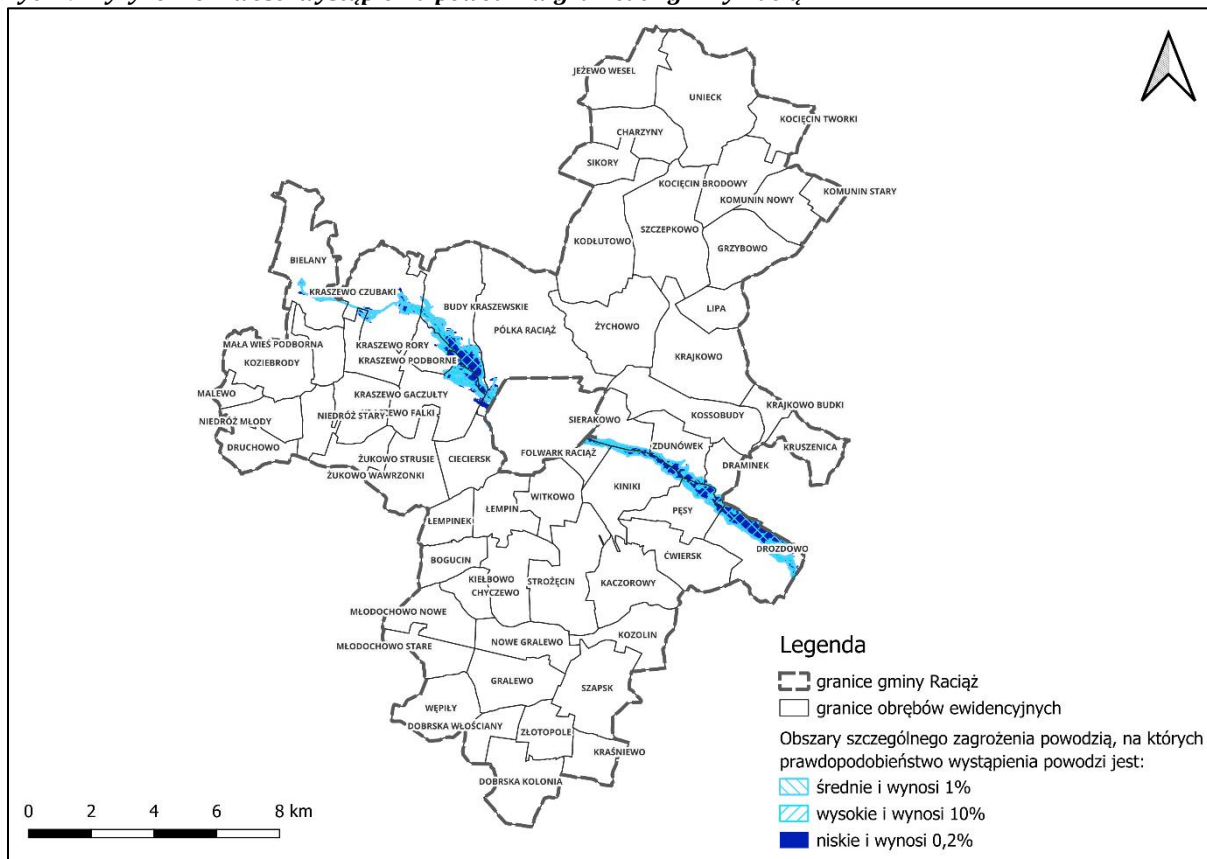 JEŻEWO WESEL
UNIECK
KOCIĘCIN TWORKI
CHARZYNY
SIKORY
KOCIĘCIN BRODOWY
KOMUNIN STARY
KOMUNIN NOWY
SZCZEPKOWO
KODŁUTOWO
GRZYBOWO
BIELANY
KRASZEWO CZUBAKI
BUDY KRASZEWSKIE
LIPA
PÓLKA RACIĄŻ
ŻYCHOWO
MAŁA WIEŚ PODBORNA
KRASZEWO RORY
KOZIEBRODY
KRASZEWO PODBORNE
KRAJKOWO
MALEWO
KRASZEWO GACZUŁTY
KRAJKOWO BUDKI
NIEDRÓŻ STARY
KOSSOBUDY
NIEDRÓŻ MŁODY
SIERAKOWO
DRUCHOWO
ZDUNÓWEK
KRUSZENICA
ŻUKOWO STRUSIE
CIECIERSK
FOLWARK RACIĄŻ
DRAMINEK
ŻUKOWO WAWRZONKI
KINIKI
WITKOWO
ŁEMPIN
PĘSY
ŁEMPINEK
DROZDOWO
ĆWIERSK
BOGUCIN
KIEŁBOWO
STROŻĘCIN
KACZOROWY
CHYCZEWO
MŁODOCHOWO NOWE
KOZOLIN
NOWE GRALEWO
MŁODOCHOWO STARE
GRALEWO
SZAPSK
WĘPIŁY
DOBRSKA WŁOŚCIANY
ZŁOTOPOLE
KRAŚNIEWO
DOBRSKA KOLONIA
Legenda
granice gminy Raciąż
granice obrębów ewidencyjnych
Obszary szczególnego zagrożenia powodzią, na których
prawdopodobieństwo wystąpienia powodzi jest:
średnie i wynosi 1%
wysokie i wynosi 10%
niskie i wynosi 0,2%
0 2 4 6 8 km